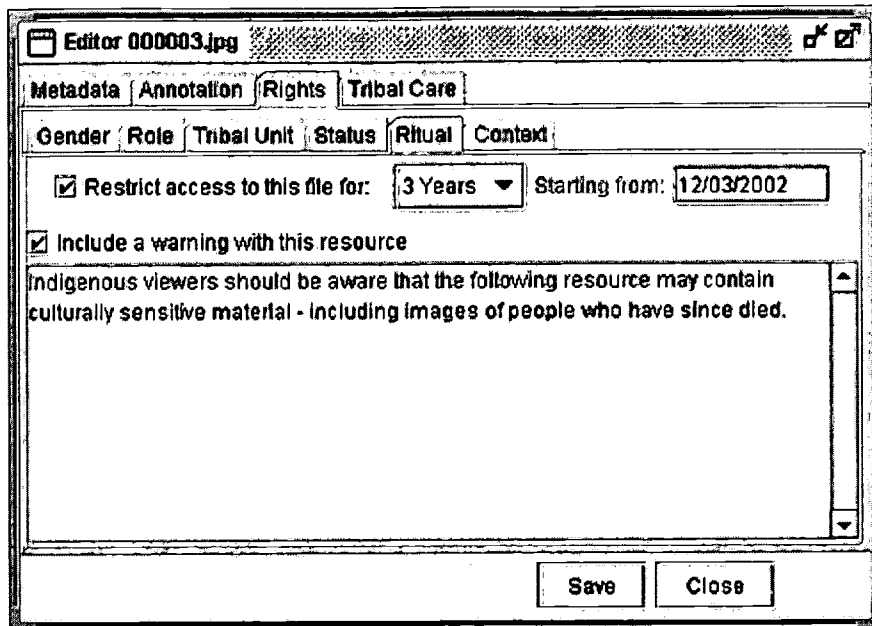 Editor 000003.jpg
Metadata Annotation Rights Tribal Care
Gender Role Tribal Unit Status Ritual Context
Restrict access to this file for: 3 Years Starting from: 12/03/2002
Include a warning with this resource
Indigenous viewers should be aware that the following resource may contain
culturally sensitive material - including images of people who have since died.
Save Close